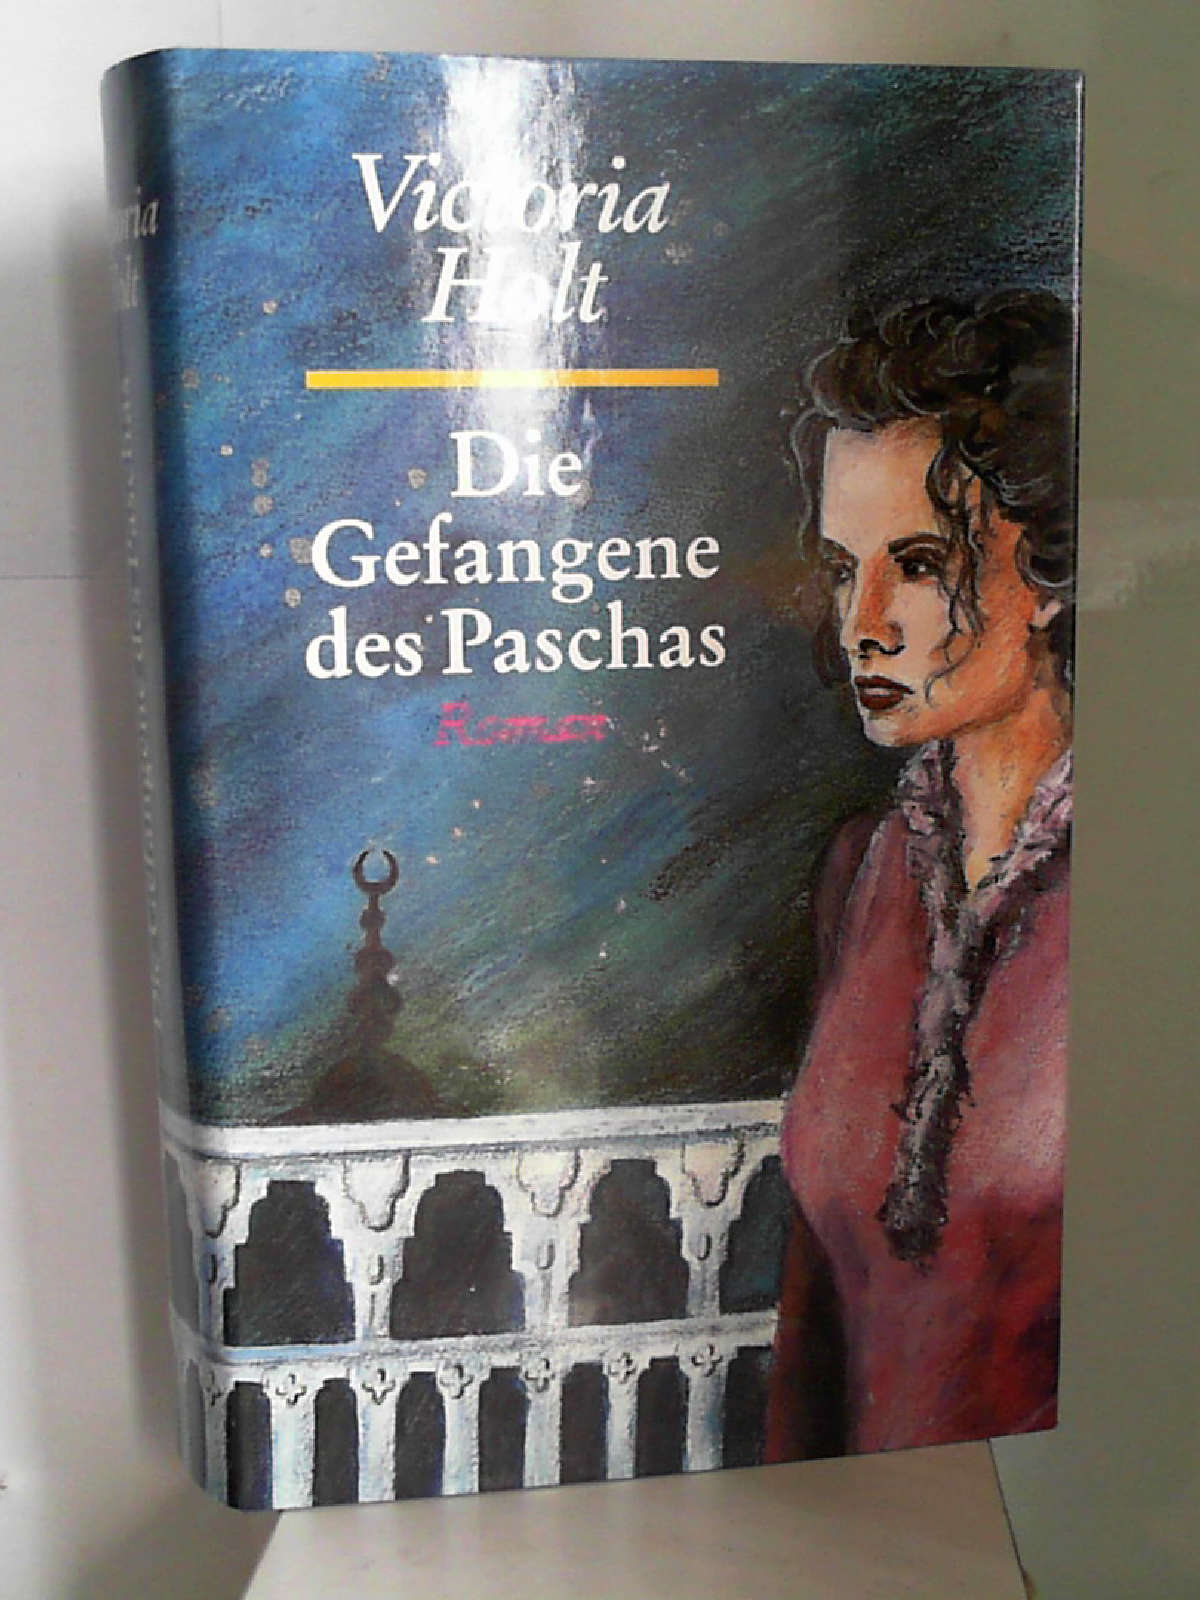 Victoria
Holt
Die
Gefangene
des Paschas
Roman